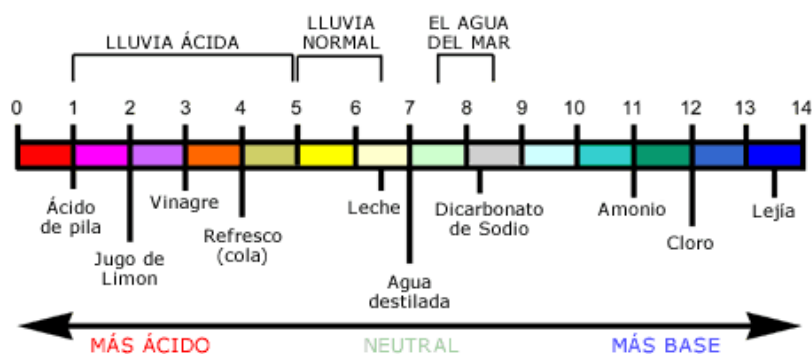 LLUVIA ÁCIDA
LLUVIA
NORMAL
EL AGUA
DEL MAR
0 1 2 3 4 5 6 7 8 9 10 11 12 13 14
Ácido
de pila
Jugo de
Limon
Vinagre
Refresco
(cola)
Leche
Agua
destilada
Dicarbonato
de Sodio
Amonio
Cloro
Lejía
MÁS ÁCIDO NEUTRAL MÁS BASE